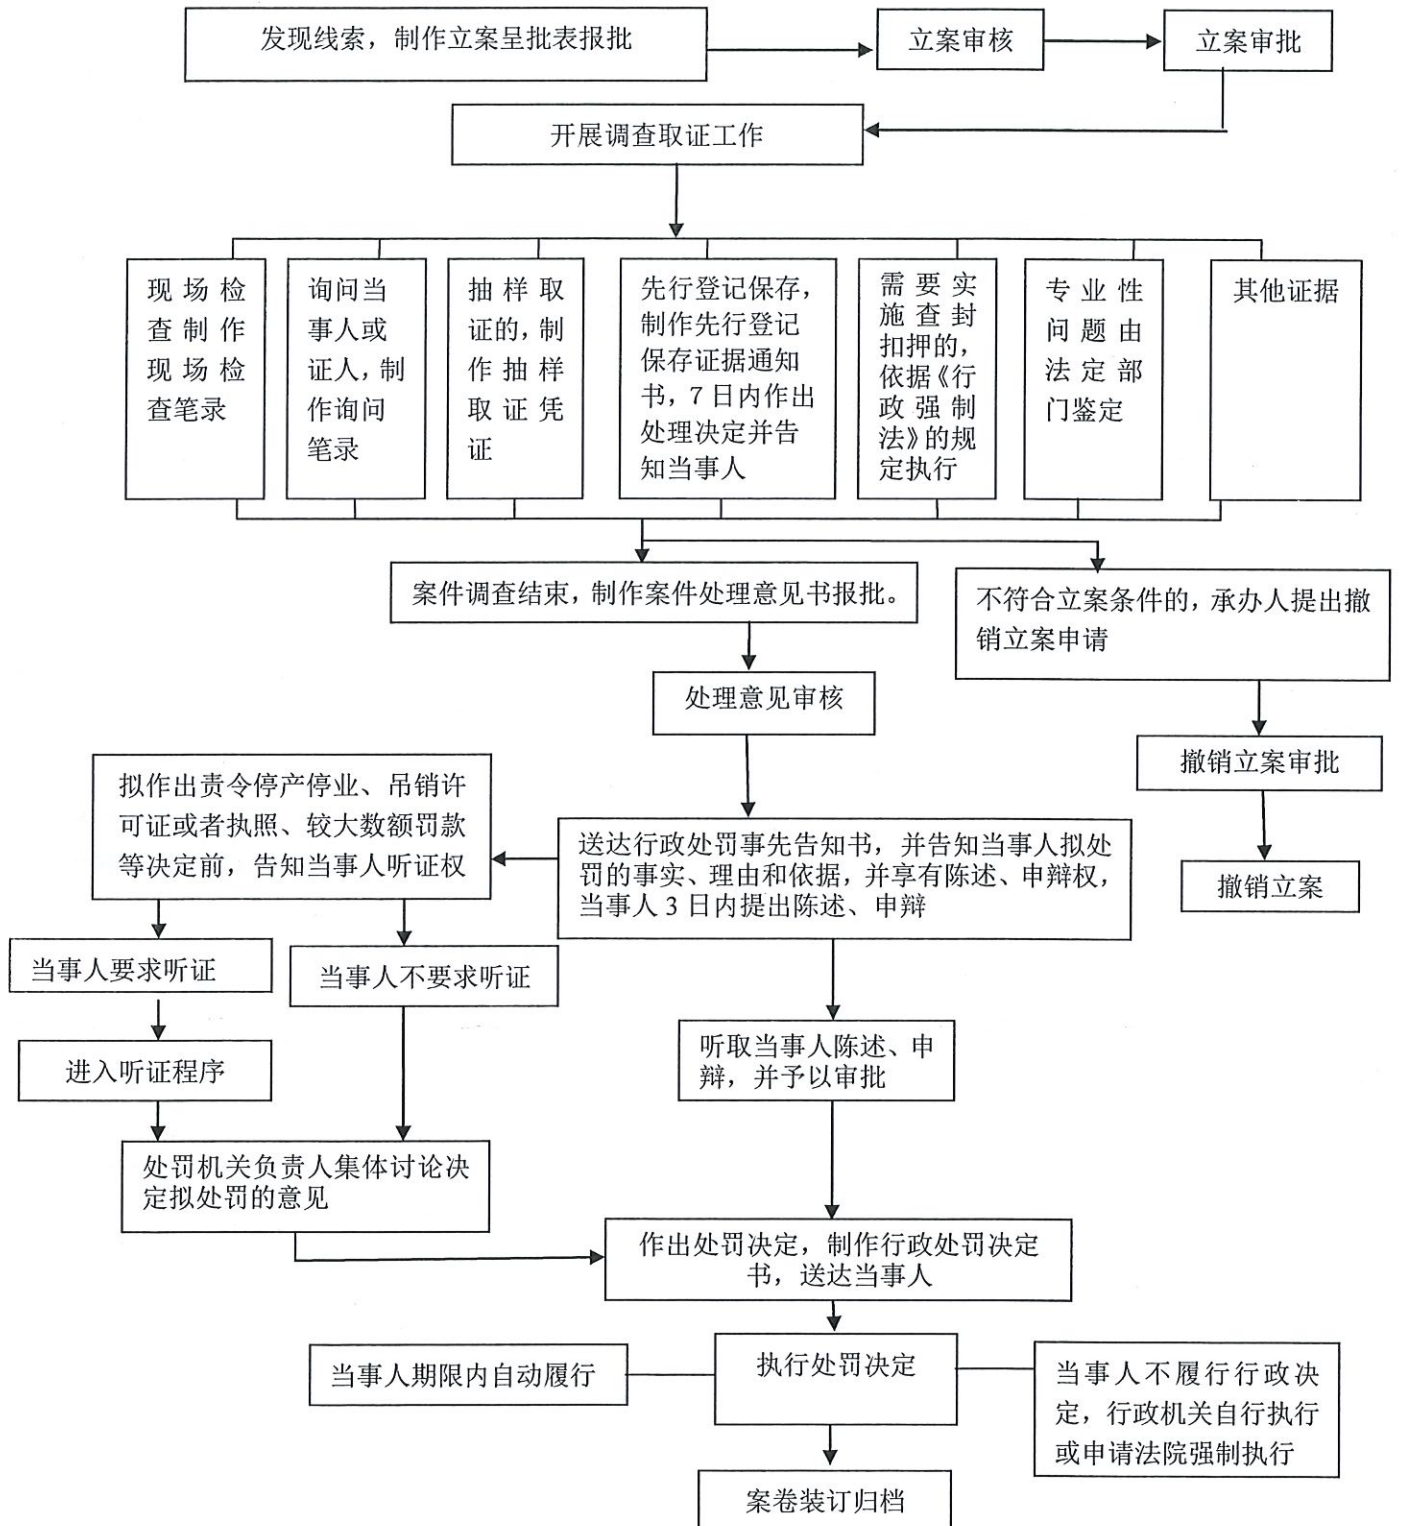 发现线索，制作立案呈批表报批
立案审核
立案审批
开展调查取证工作
现场检
查制作
现场检
查笔录
询问当
事人或
证人，制
作询问
笔录
抽样取
证的，制
作抽样
取证凭
证
先行登记保存，
制作先行登记
保存证据通知
书，7日内作出
处理决定并告
知当事人
需要实
施查封
扣押的，
依据《行
政强制
法》的规
定执行
专业性
问题由
法定部
门鉴定
其他证据
案件调查结束，制作案件处理意见书报批。
不符合立案条件的，承办人提出撤
销立案申请
处理意见审核
撤销立案审批
撤销立案
拟作出责令停产停业、吊销许
可证或者执照、较大数额罚款
等决定前，告知当事人听证权
送达行政处罚事先告知书，并告知当事人拟处
罚的事实、理由和依据，并享有陈述、申辩权，
当事人3日内提出陈述、申辩
当事人要求听证
当事人不要求听证
进入听证程序
听取当事人陈述、申
辩，并予以审批
处罚机关负责人集体讨论决
定拟处罚的意见
作出处罚决定，制作行政处罚决定
书，送达当事人
当事人期限内自动履行
执行处罚决定
当事人不履行行政决
定，行政机关自行执行
或申请法院强制执行
案卷装订归档